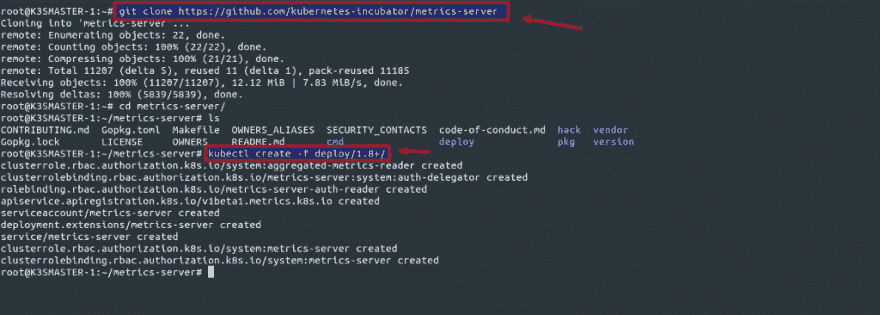 root@K3SMASTER-1:~# git clone https://github.com/kubernetes-incubator/metrics-server
Cloning into 'metrics-server'...
remote: Enumerating objects: 22, done.
remote: Counting objects: 100% (22/22), done.
remote: Compressing objects: 100% (21/21), done.
remote: Total 11207 (delta 5), reused 11 (delta 1), pack-reused 11185
Receiving objects: 100% (11207/11207), 12.12 MiB | 7.83 MiB/s, done.
Resolving deltas: 100% (5839/5839), done.
root@K3SMASTER-1:~# cd metrics-server/
root@K3SMASTER-1:~/metrics-server# ls
CONTRIBUTING.md Gopkg.toml Makefile OWNERS_ALIASES SECURITY_CONTACTS code-of-conduct.md hack vendor
Gopkg.lock LICENSE OWNERS README.md cmd deploy pkg version
root@K3SMASTER-1:~/metrics-server# kubectl create -f deploy/1.8+/
clusterrole.rbac.authorization.k8s.io/system:aggregated-metrics-reader created
clusterrolebinding.rbac.authorization.k8s.io/metrics-server:system:auth-delegator created
rolebinding.rbac.authorization.k8s.io/metrics-server-auth-reader created
apiservice.apiregistration.k8s.io/v1beta1.metrics.k8s.io created
serviceaccount/metrics-server created
deployment.extensions/metrics-server created
service/metrics-server created
clusterrole.rbac.authorization.k8s.io/system:metrics-server created
clusterrolebinding.rbac.authorization.k8s.io/system:metrics-server created
root@K3SMASTER-1:~/metrics-server#